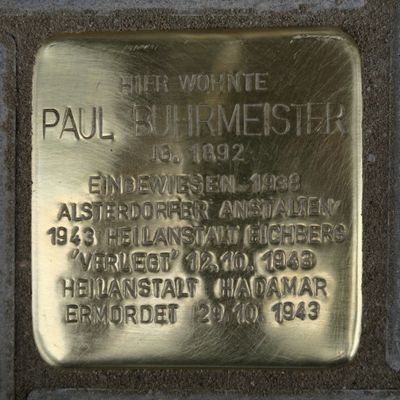 HIER WOHNTE
PAUL BUHRMEISTER
JG. 1892
EINGEWIESEN 1938
ALSTERDORFER ANSTALTEN
1943 HEILANSTALT EICHBERG
'VERLEGT' 12.10.1943
HEILANSTALT HADAMAR
ERMORDET 29.10.1943